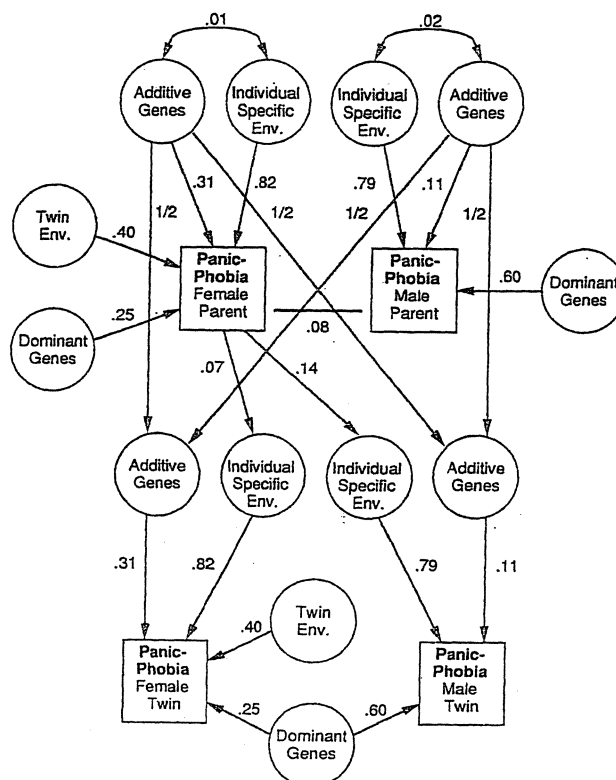 .01
.02
Additive
Genes
Individual
Specific
Env.
Individual
Specific
Env.
Additive
Genes
.31
.82
.79
.11
1/2
1/2
1/2
1/2
Twin
Env.
.40
Panic-
Phobia
Female
Parent
Panic-
Phobia
Male
Parent
.60
Dominant
Genes
Dominant
Genes
.25
.08
.07
.14
Additive
Genes
Individual
Specific
Env.
Individual
Specific
Env.
Additive
Genes
.31
.82
.79
.11
Twin
Env.
.40
Panic-
Phobia
Female
Twin
Panic-
Phobia
Male
Twin
.25
.60
Dominant
Genes